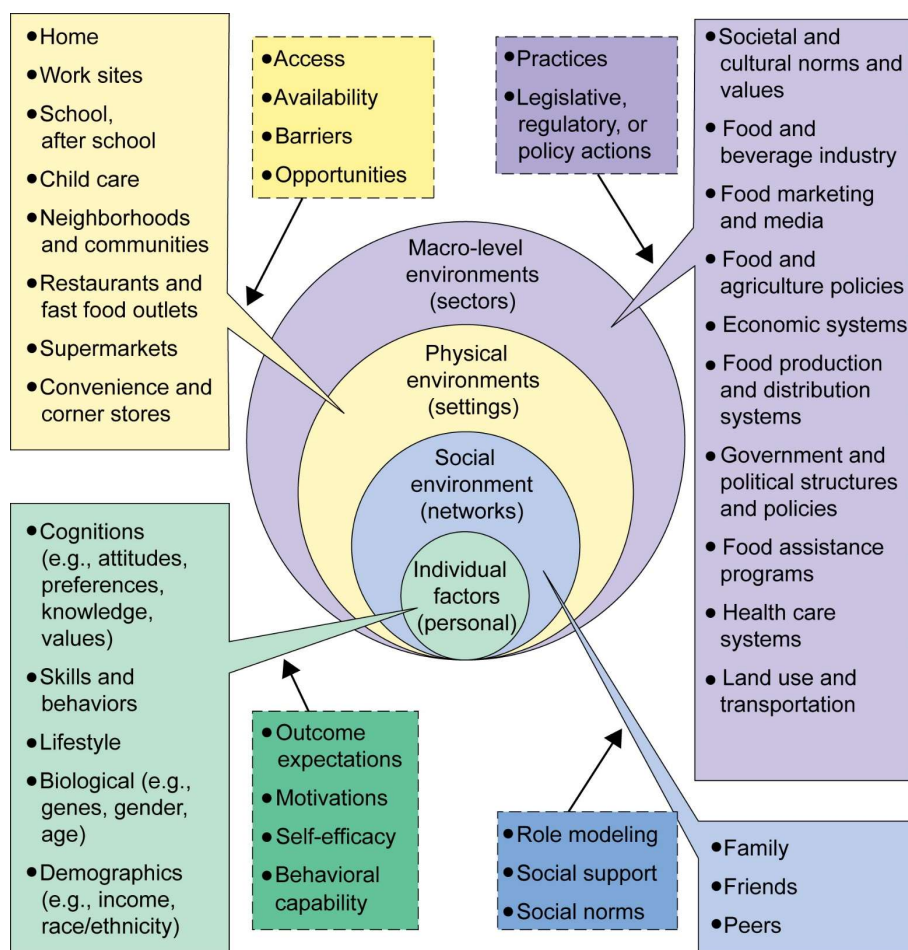 ● Home
● Work sites
● School,
after school
● Child care
● Neighborhoods
and communities
● Restaurants and
fast food outlets
● Supermarkets
● Convenience and
corner stores
● Access
● Availability
● Barriers
● Opportunities
● Practices
● Legislative,
regulatory, or
policy actions
● Societal and
cultural norms and
values
● Food and
beverage industry
● Food marketing
and media
● Food and
agriculture policies
● Economic systems
● Food production
and distribution
systems
● Government and
political structures
and policies
● Food assistance
programs
● Health care
systems
● Land use and
transportation
Macro-level
environments
(sectors)
Physical
environments
(settings)
Social
environment
(networks)
Individual
factors
(personal)
● Cognitions
(e.g., attitudes,
preferences,
knowledge,
values)
● Skills and
behaviors
● Lifestyle
● Biological (e.g.,
genes, gender,
age)
● Demographics
(e.g., income,
race/ethnicity)
● Outcome
expectations
● Motivations
● Self-efficacy
● Behavioral
capability
● Role modeling
● Social support
● Social norms
● Family
● Friends
● Peers